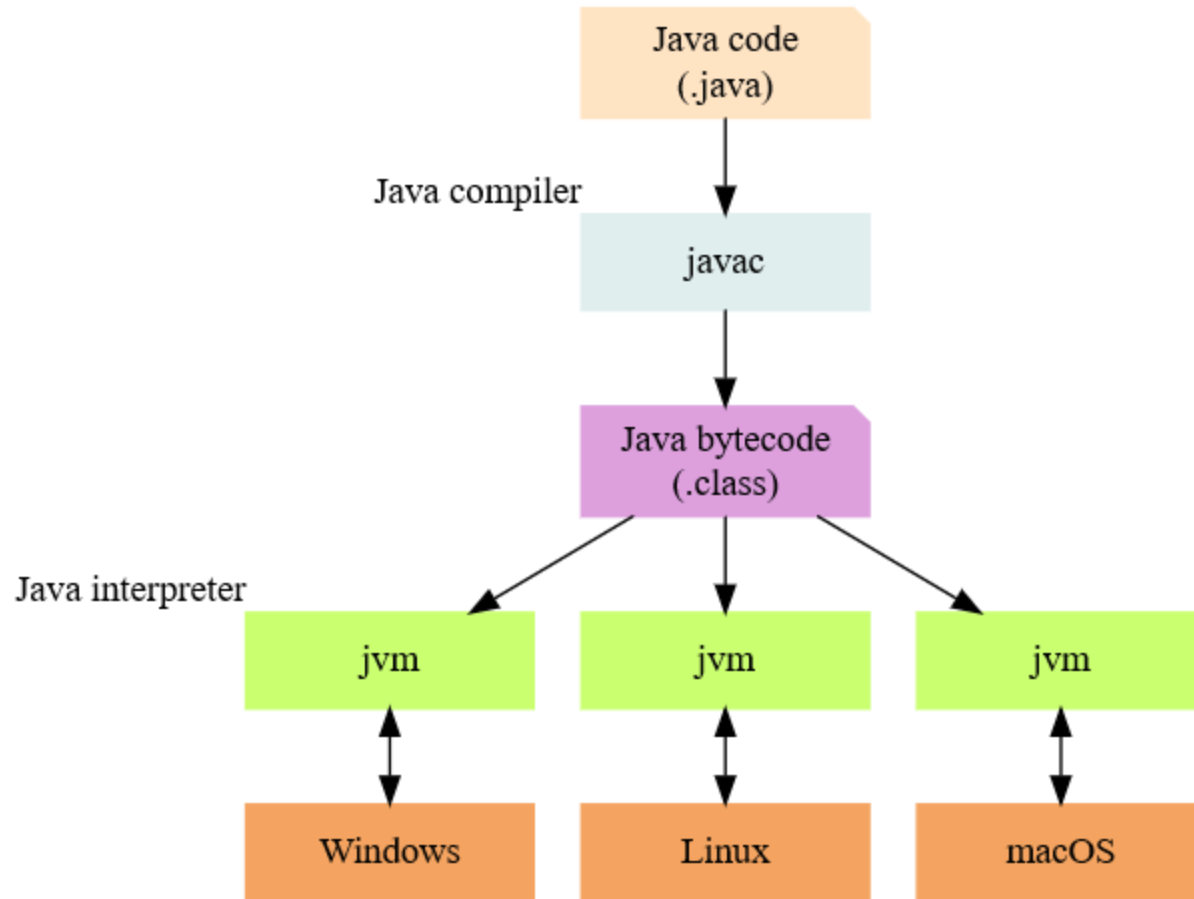 Java code
(.java)
Java compiler
javac
Java bytecode
(.class)
Java interpreter
jvm
jvm
jvm
Windows
Linux
macOS